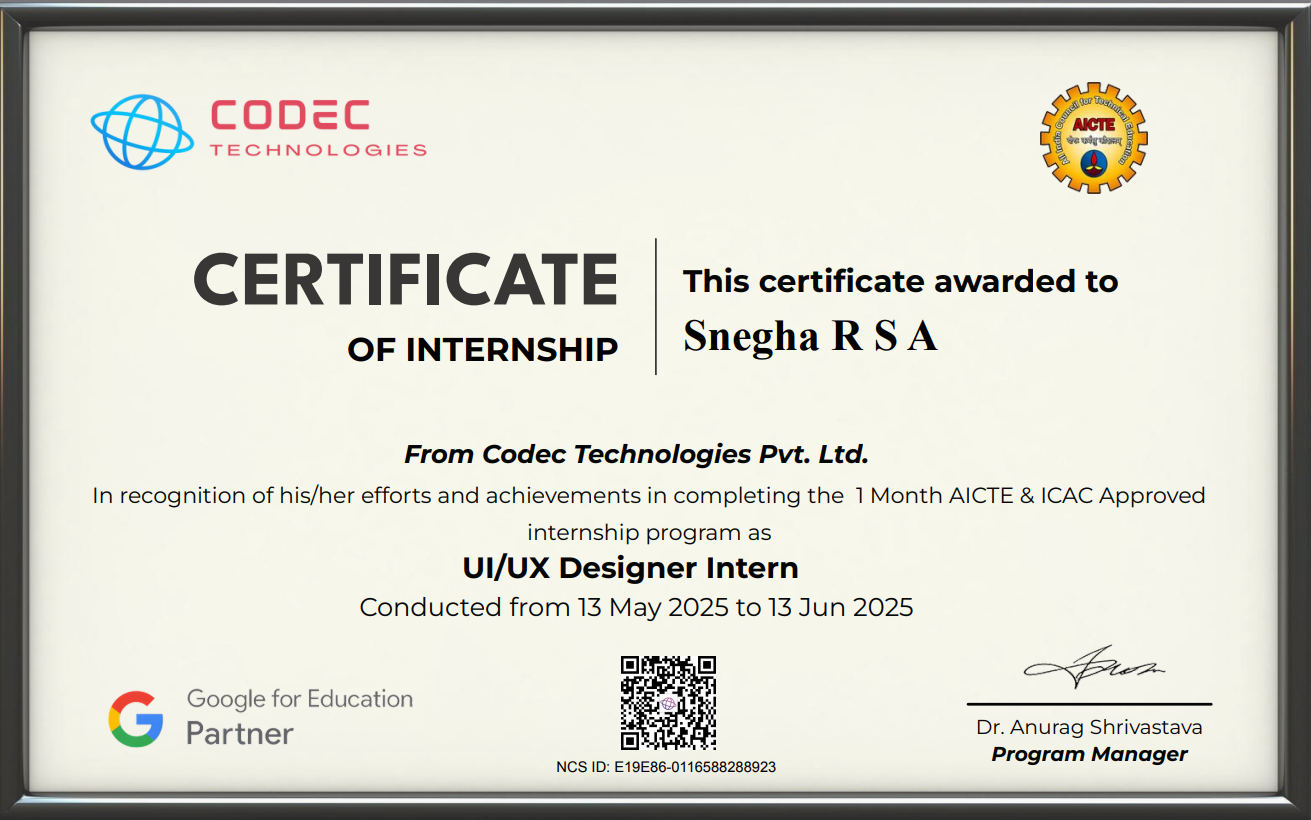 CODEC
TECHNOLOGIES
All India Council for Technical Education
AICTE
CERTIFICATE
OF INTERNSHIP
This certificate awarded to
Snegha R S A
From Codec Technologies Pvt. Ltd.
In recognition of his/her efforts and achievements in completing the 1 Month AICTE & ICAC Approved
internship program as
UI/UX Designer Intern
Conducted from 13 May 2025 to 13 Jun 2025
Google for Education
Partner
NCS ID: E19E86-0116588288923
Dr. Anurag Shrivastava
Program Manager